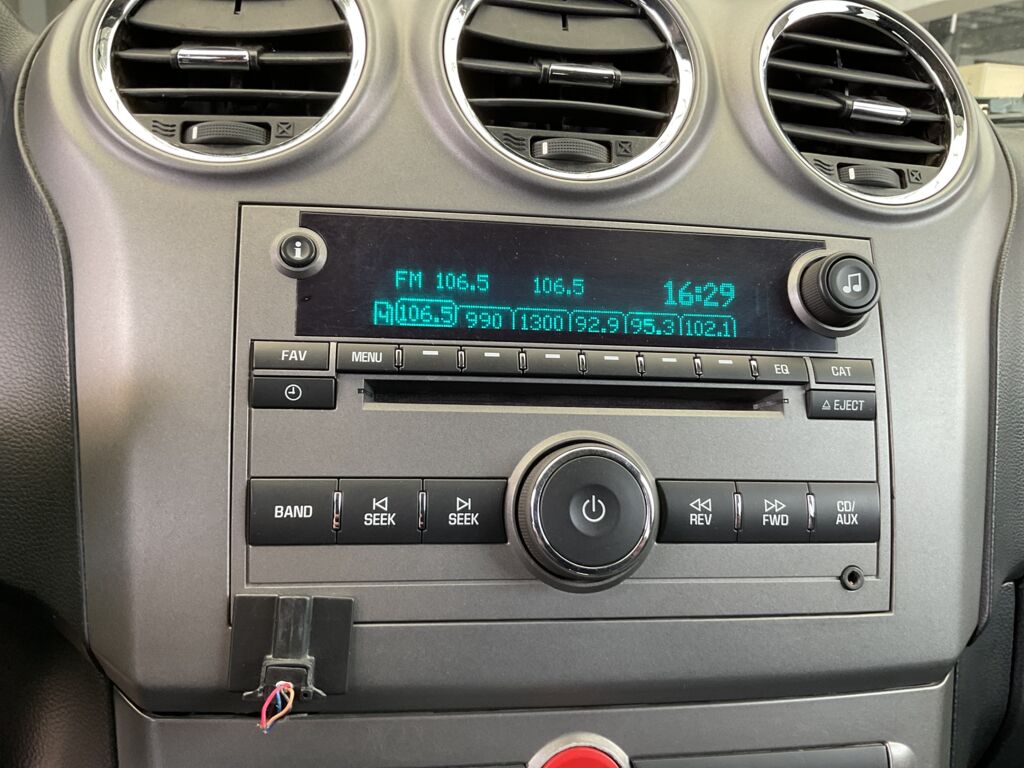 i
FM 106.5 106.5 16:29
4 106.5 990 1300 92.9 95.3 102.1
FAV MENU EQ CAT
EJECT
BAND SEEK SEEK REV FWD CD/
AUX